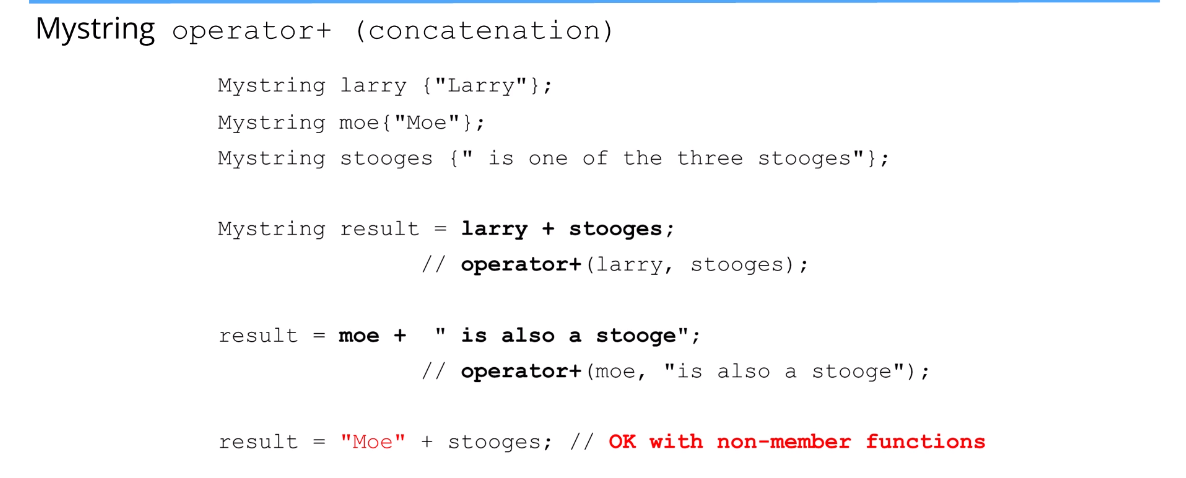 Mystring operator+ (concatenation)
Mystring larry {"Larry"};
Mystring moe{"Moe"};
Mystring stooges {" is one of the three stooges"};
Mystring result = larry + stooges;
// operator+(larry, stooges);
result = moe +  " is also a stooge";
// operator+(moe, "is also a stooge");
result = "Moe" + stooges; // OK with non-member functions